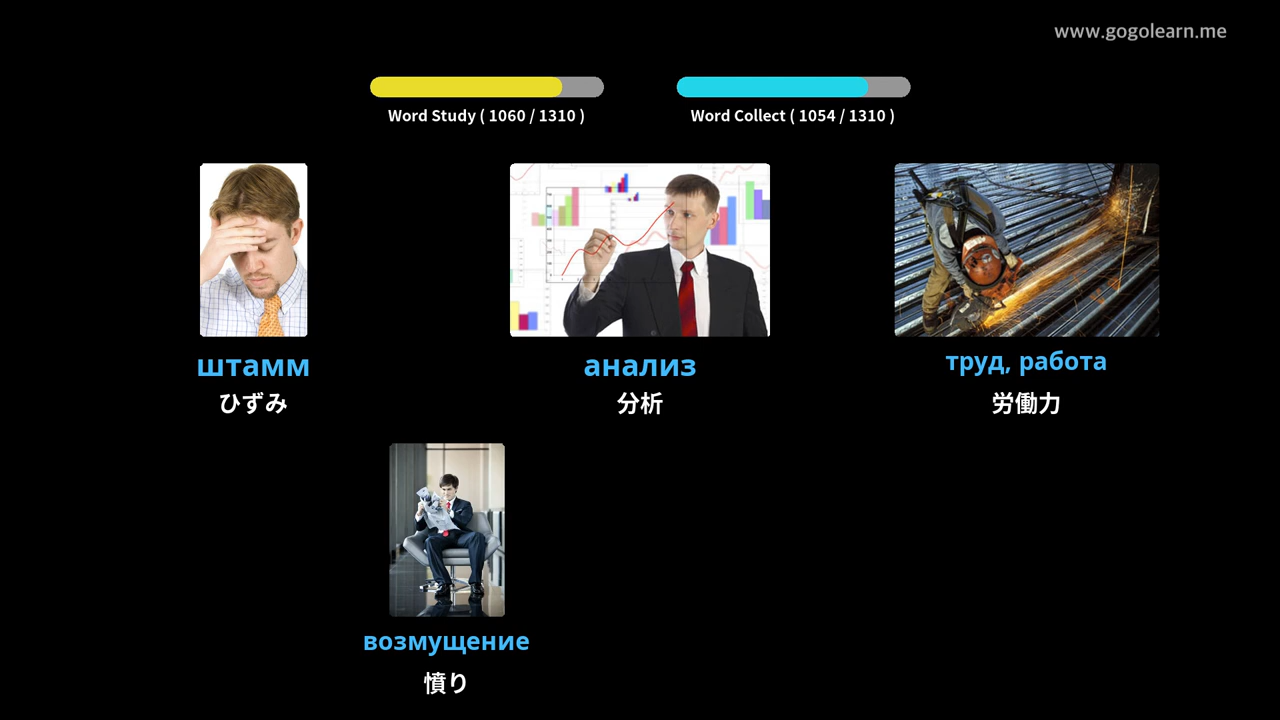 www.gogolearn.me
Word Study ( 1060 / 1310 )
Word Collect ( 1054 / 1310 )
штамм
ひずみ
анализ
分析
труд, работа
労働力
возмущение
憤り